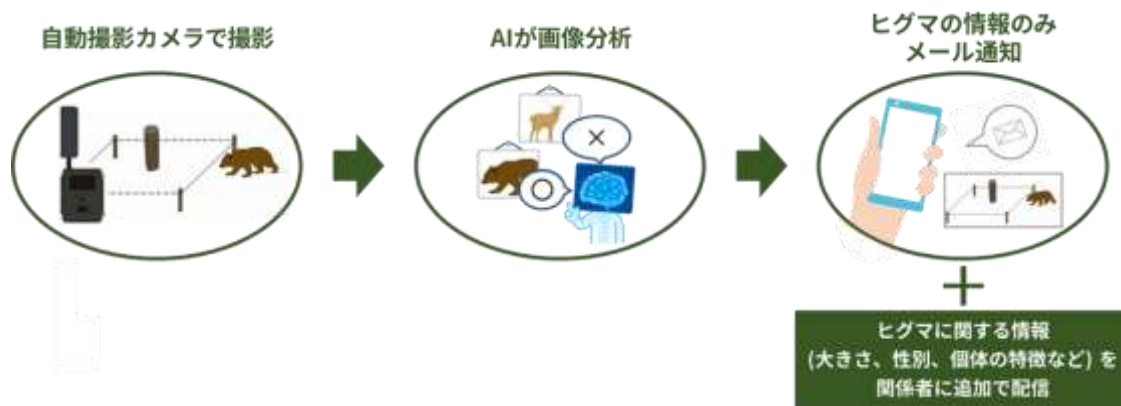 自動撮影カメラで撮影
AIが画像分析
ヒグマの情報のみ
メール通知
ヒグマに関する情報
(大きさ、性別、個体の特徴など) を
関係者に追加で配信